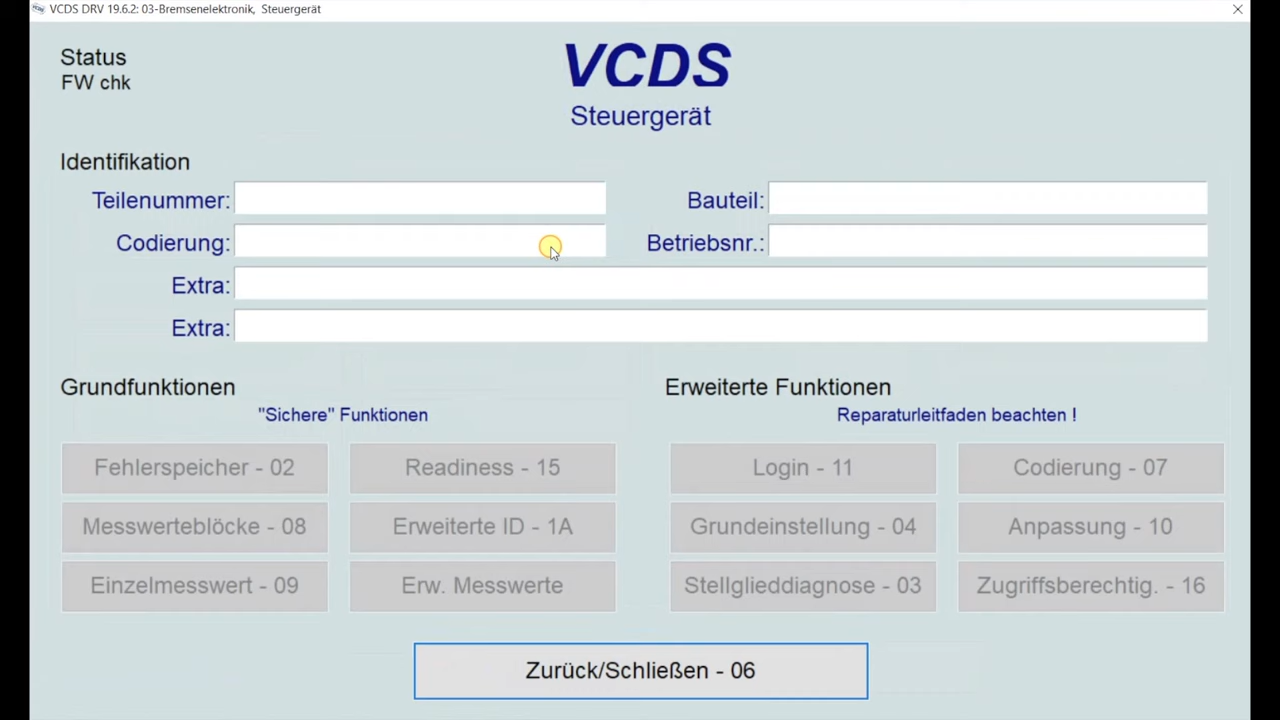 VCDS DRV 19.6.2: 03-Bremsenelektronik,  Steuergerät
Status
FW chk
VCDS
Steuergerät
Identifikation
Teilenummer:
Bauteil:
Codierung:
Betriebsnr.:
Extra:
Extra:
Grundfunktionen
Erweiterte Funktionen
"Sichere" Funktionen
Reparaturleitfaden beachten !
Fehlerspeicher - 02
Readiness - 15
Login - 11
Codierung - 07
Messwerteblöcke - 08
Erweiterte ID - 1A
Grundeinstellung - 04
Anpassung - 10
Einzelmesswert - 09
Erw. Messwerte
Stellglieddiagnose - 03
Zugriffsberechtig. - 16
Zurück/Schließen - 06